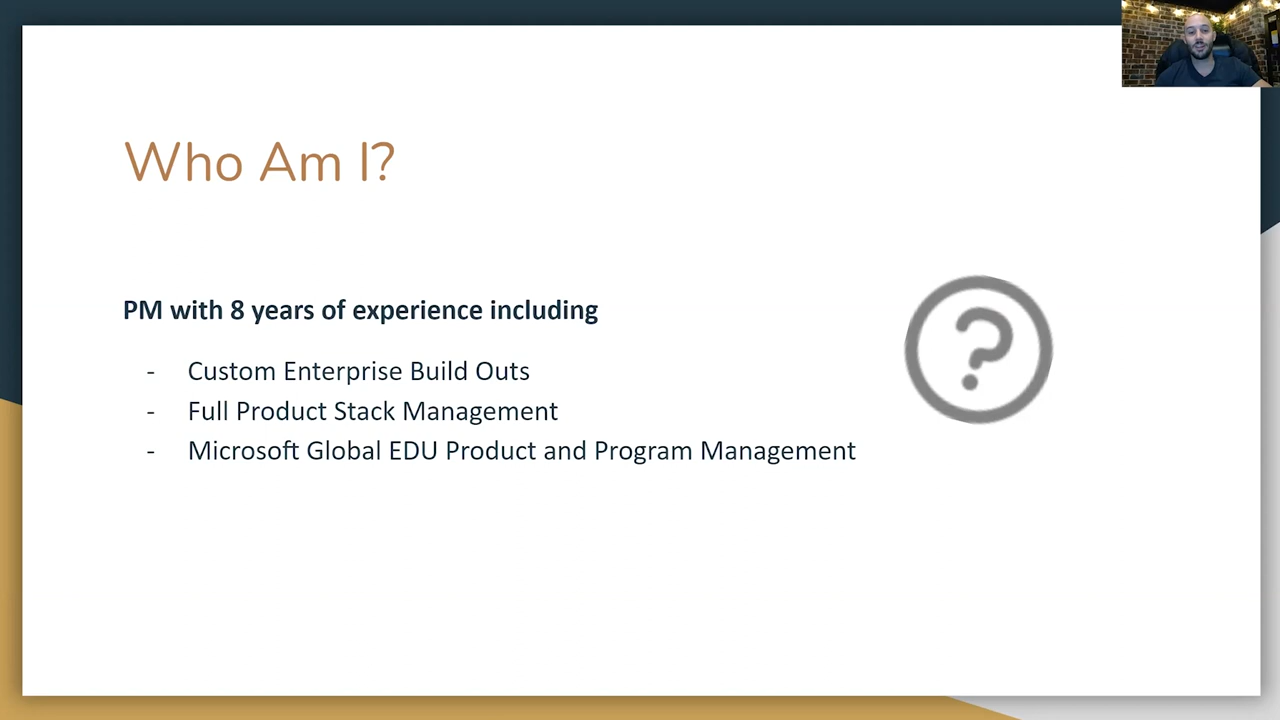 Who Am I?
PM with 8 years of experience including
- Custom Enterprise Build Outs
- Full Product Stack Management
- Microsoft Global EDU Product and Program Management
?